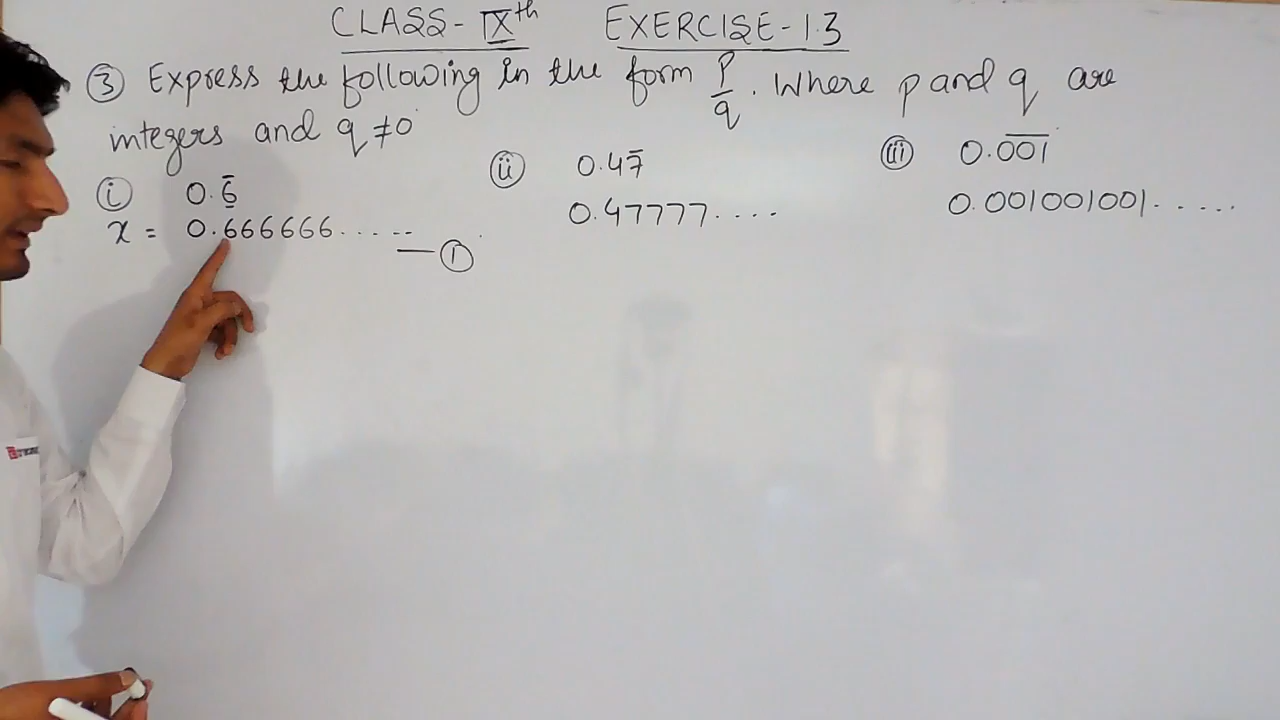 CLASS-IXth EXERCISE-1.3
③ Express the following in the form p/q. Where p and q are
integers and q ≠ 0
ⓘ 0.6̄
x = 0.666666..... —①
ⓘⓘ 0.47̄
0.47777....
ⓘⓘⓘ 0.0̅0̅1̅
0.001001001.....